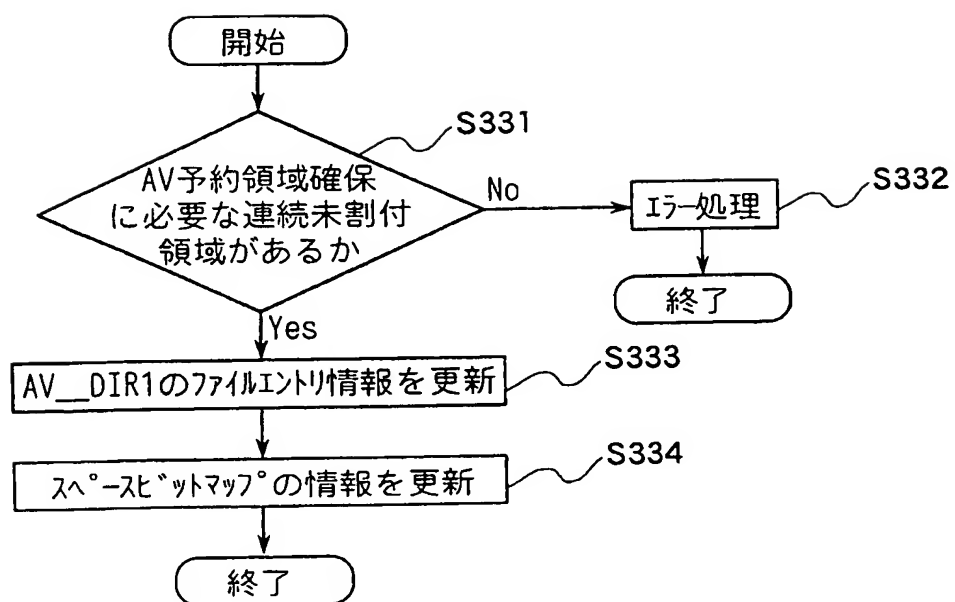 開始
S331
AV予約領域確保
に必要な連続未割付
領域があるか
No
S332
エラー処理
終了
Yes
S333
AV__DIR1のファイルエントリ情報を更新
S334
スペースビットマップの情報を更新
終了